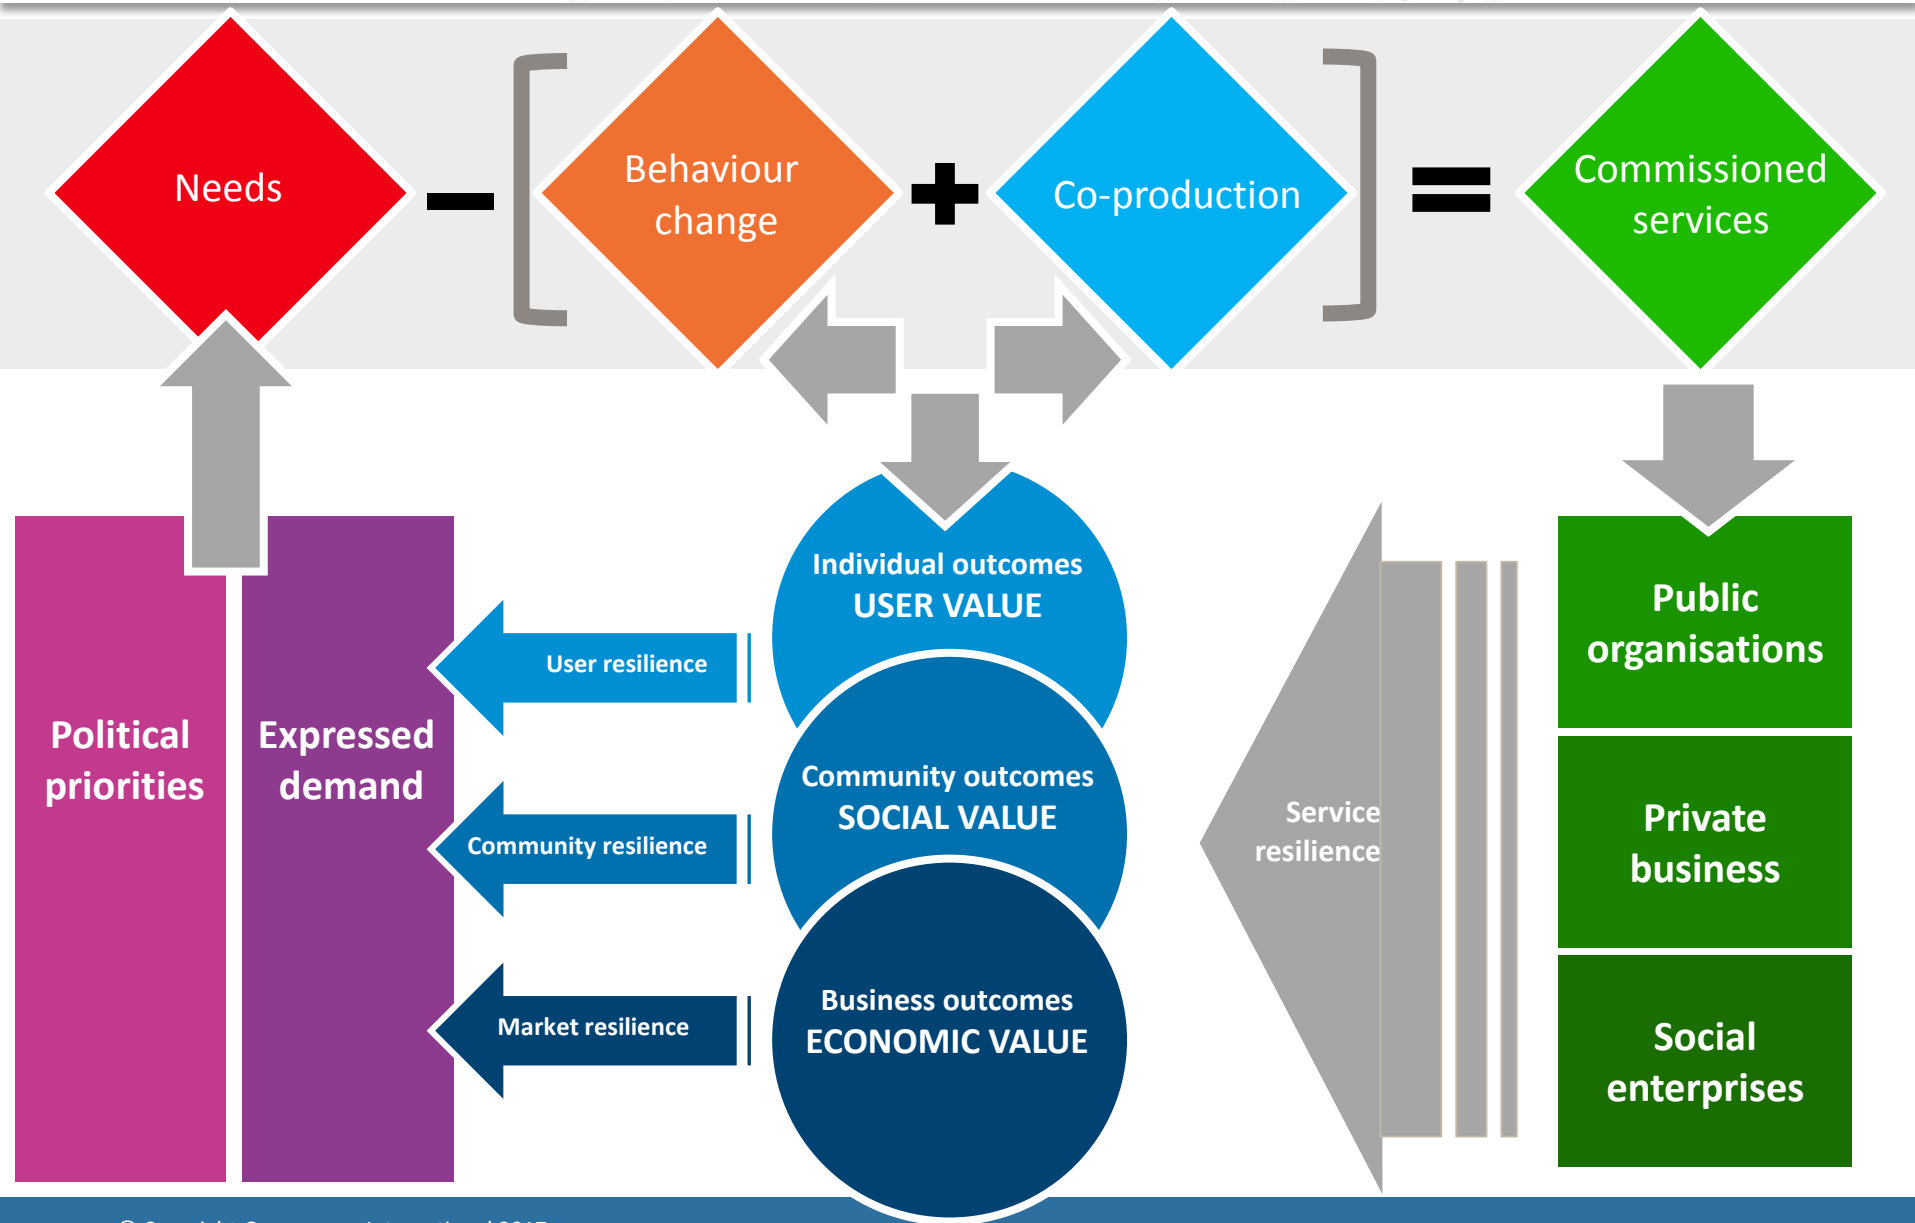 Needs
Behaviour
change
Co-production
Commissioned
services
Political
priorities
Expressed
demand
User resilience
Community resilience
Market resilience
Individual outcomes
USER VALUE
Community outcomes
SOCIAL VALUE
Business outcomes
ECONOMIC VALUE
Service
resilience
Public
organisations
Private
business
Social
enterprises